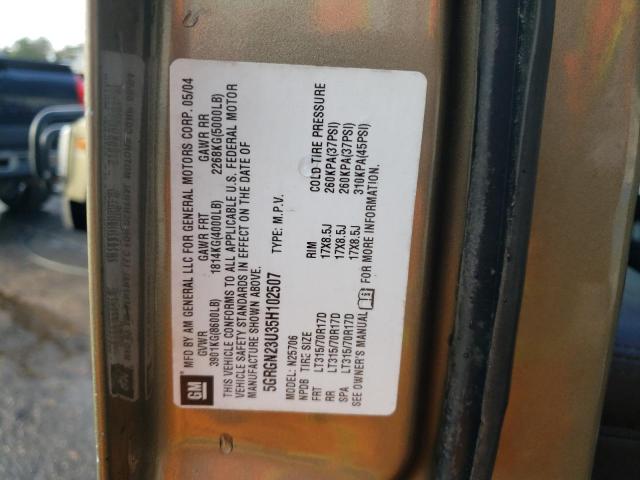 GM
MFD BY AM GENERAL LLC FOR GENERAL MOTORS CORP. 05/04
GVWR GAWR FRT GAWR RR
3901KG(8600LB) 1814KG(4000LB) 2268KG(5000LB)
THIS VEHICLE CONFORMS TO ALL APPLICABLE U.S. FEDERAL MOTOR
VEHICLE SAFETY STANDARDS IN EFFECT ON THE DATE OF
MANUFACTURE SHOWN ABOVE.
5GRGN23U35H102507 TYPE: M.P.V.
MODEL: N25706
NPDB TIRE SIZE RIM COLD TIRE PRESSURE
FRT LT315/70R17D 17X8.5J 260KPA(37PSI)
RR LT315/70R17D 17X8.5J 260KPA(37PSI)
SPA LT315/70R17D 17X8.5J 310KPA(45PSI)
SEE OWNER'S MANUAL FOR MORE INFORMATION.